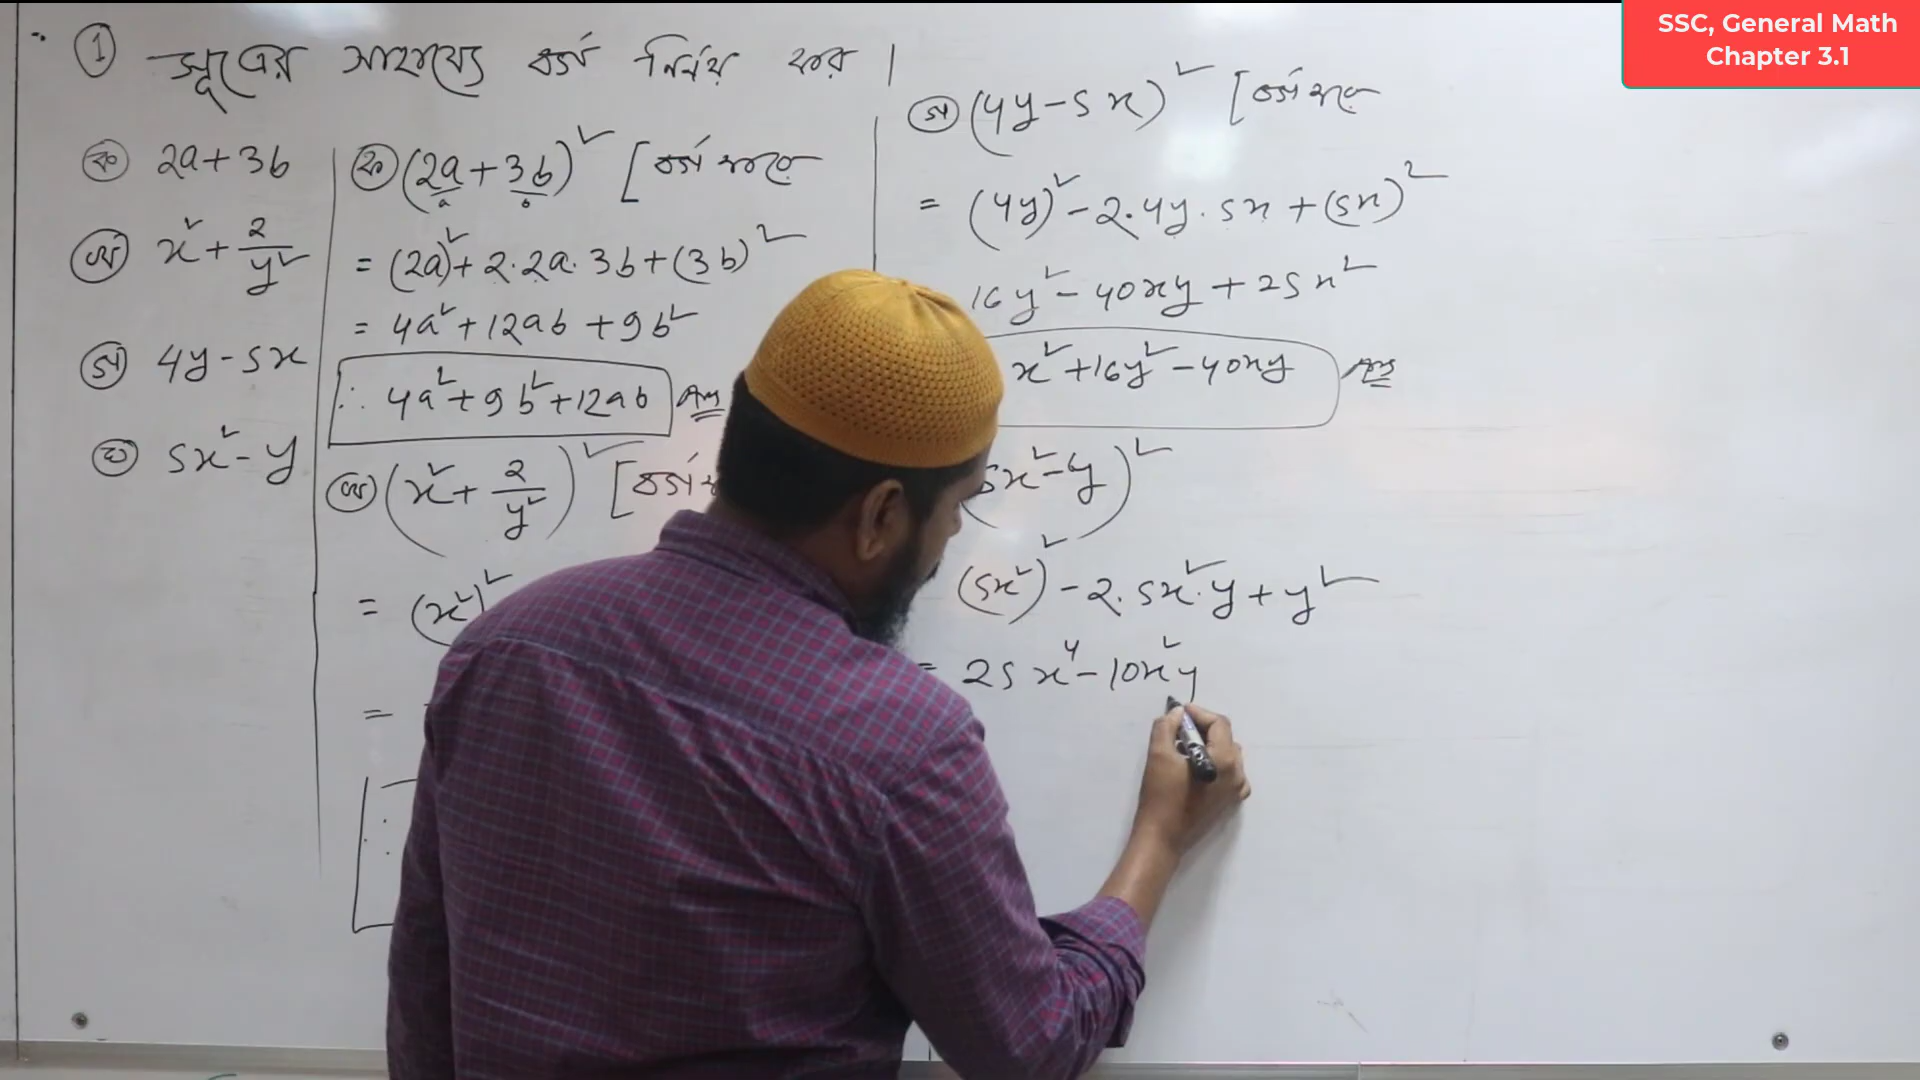 SSC, General Math
Chapter 3.1
① সূত্রের সাহায্যে বর্গ নির্ণয় কর।
ক 2a+3b
খ x²+2/y²
গ 4y-5x
ঘ 5x²-y
ক (2a+3b)² [বর্গ করে
a b
= (2a)²+2.2a.3b+(3b)²
= 4a²+12ab+9b²
∴ 4a²+9b²+12ab Ans
খ (x²+2/y²)² [বর্গ
= (x²)²
=
গ (4y-5x)² [বর্গ করে
= (4y)²-2.4y.5x+(5x)²
16y²-40xy+25x²
x²+16y²-40xy Ans
5x²-y)²
(5x²)²-2.5x².y+y²
= 25x⁴-10x²y